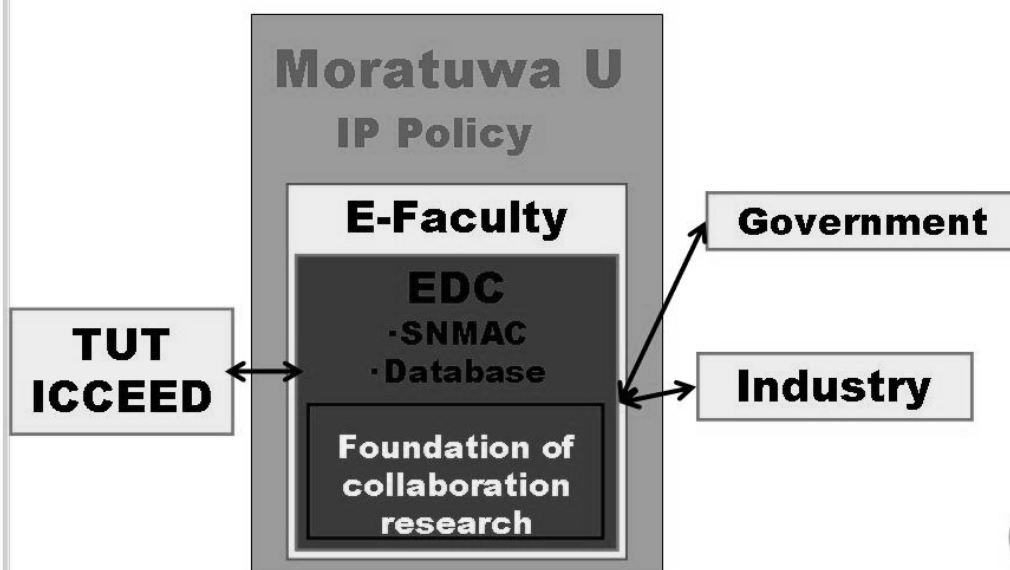 Moratuwa U
IP Policy
E-Faculty
EDC
·SNMAC
·Database
Foundation of
collaboration
research
TUT
ICCEED
Government
Industry